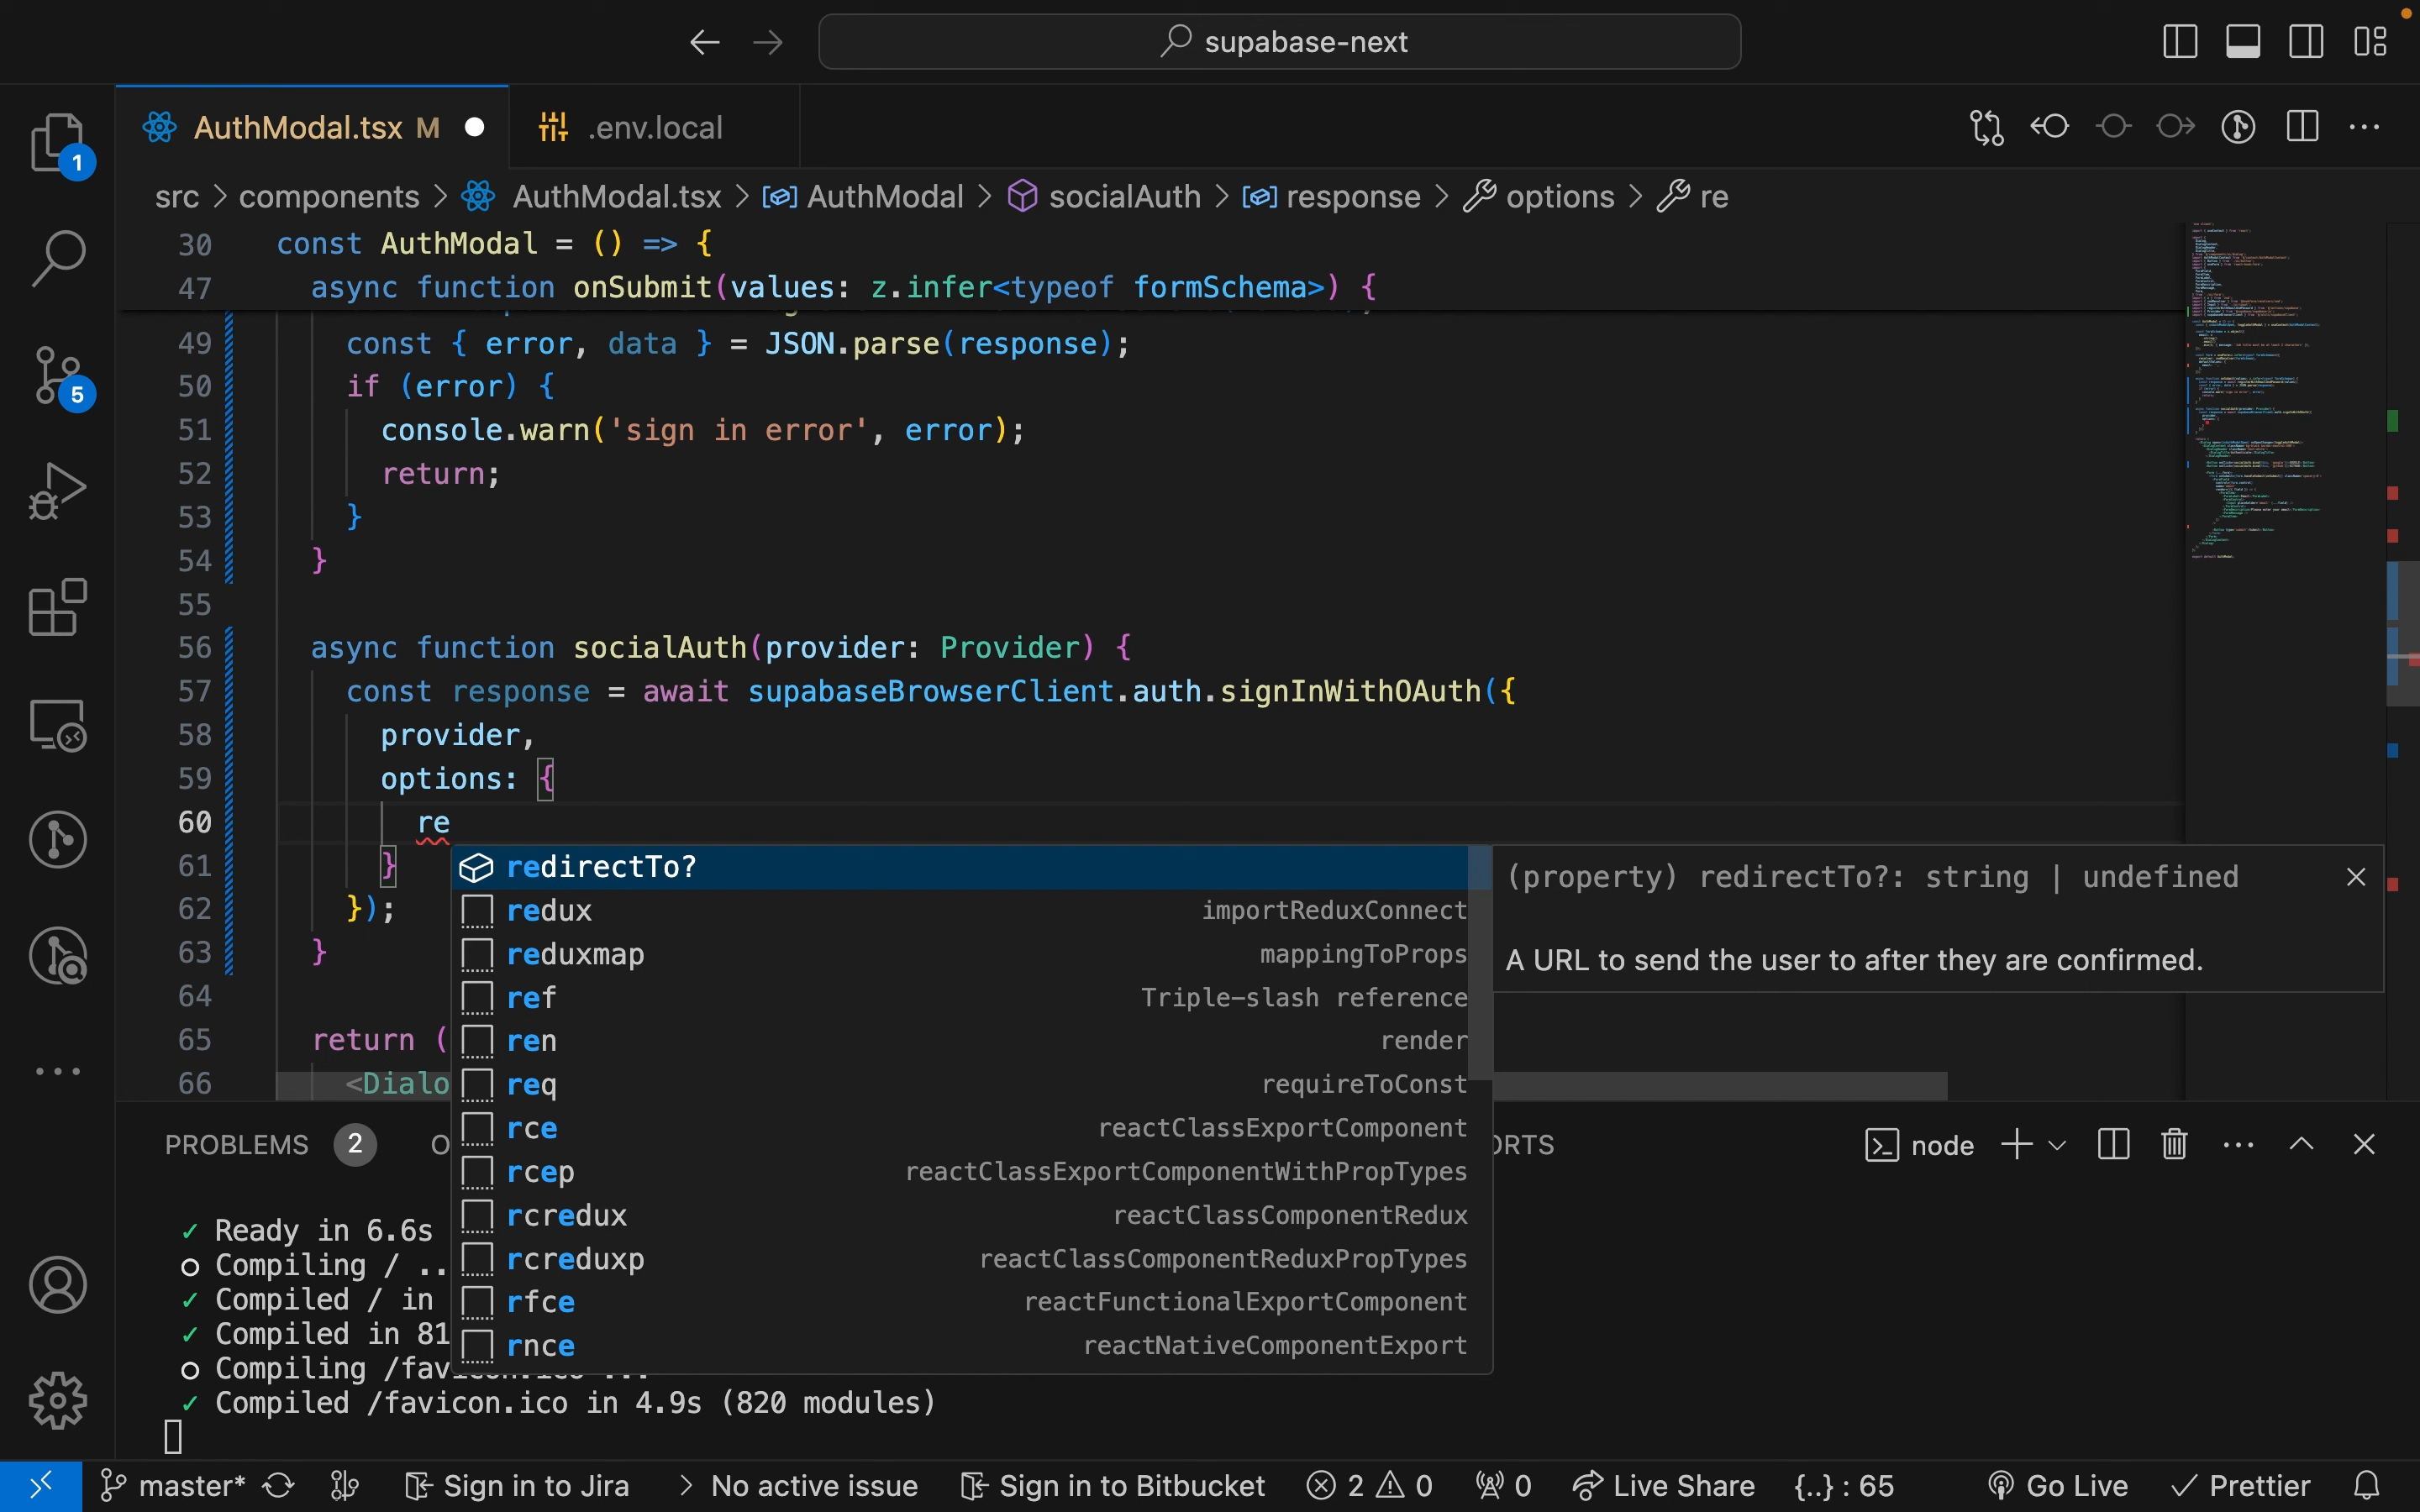 supabase-next
AuthModal.tsx M
.env.local
1
src > components > AuthModal.tsx > AuthModal > socialAuth > response > options > re
30 const AuthModal = () => {
47 async function onSubmit(values: z.infer<typeof formSchema>) {
49 const { error, data } = JSON.parse(response);
50 if (error) {
51 console.warn('sign in error', error);
52 return;
53 }
54 }
55
56 async function socialAuth(provider: Provider) {
57 const response = await supabaseBrowserClient.auth.signInWithOAuth({
58 provider,
59 options: {
60 re
61 }
62 });
63 }
64
65 return (
66 <Dialo
5
redirectTo?
redux importReduxConnect
reduxmap mappingToProps
ref Triple-slash reference
ren render
req requireToConst
rce reactClassExportComponent
rcep reactClassExportComponentWithPropTypes
rcredux reactClassComponentRedux
rcreduxp reactClassComponentReduxPropTypes
rfce reactFunctionalExportComponent
rnce reactNativeComponentExport
(property) redirectTo?: string | undefined
A URL to send the user to after they are confirmed.
PROBLEMS 2 O
ORTS
node
✓ Ready in 6.6s
○ Compiling / ..
✓ Compiled / in
✓ Compiled in 81
○ Compiling /favicon.ico ...
✓ Compiled /favicon.ico in 4.9s (820 modules)
master* Sign in to Jira > No active issue Sign in to Bitbucket 2 0 0 Live Share {..} : 65 Go Live ✓ Prettier